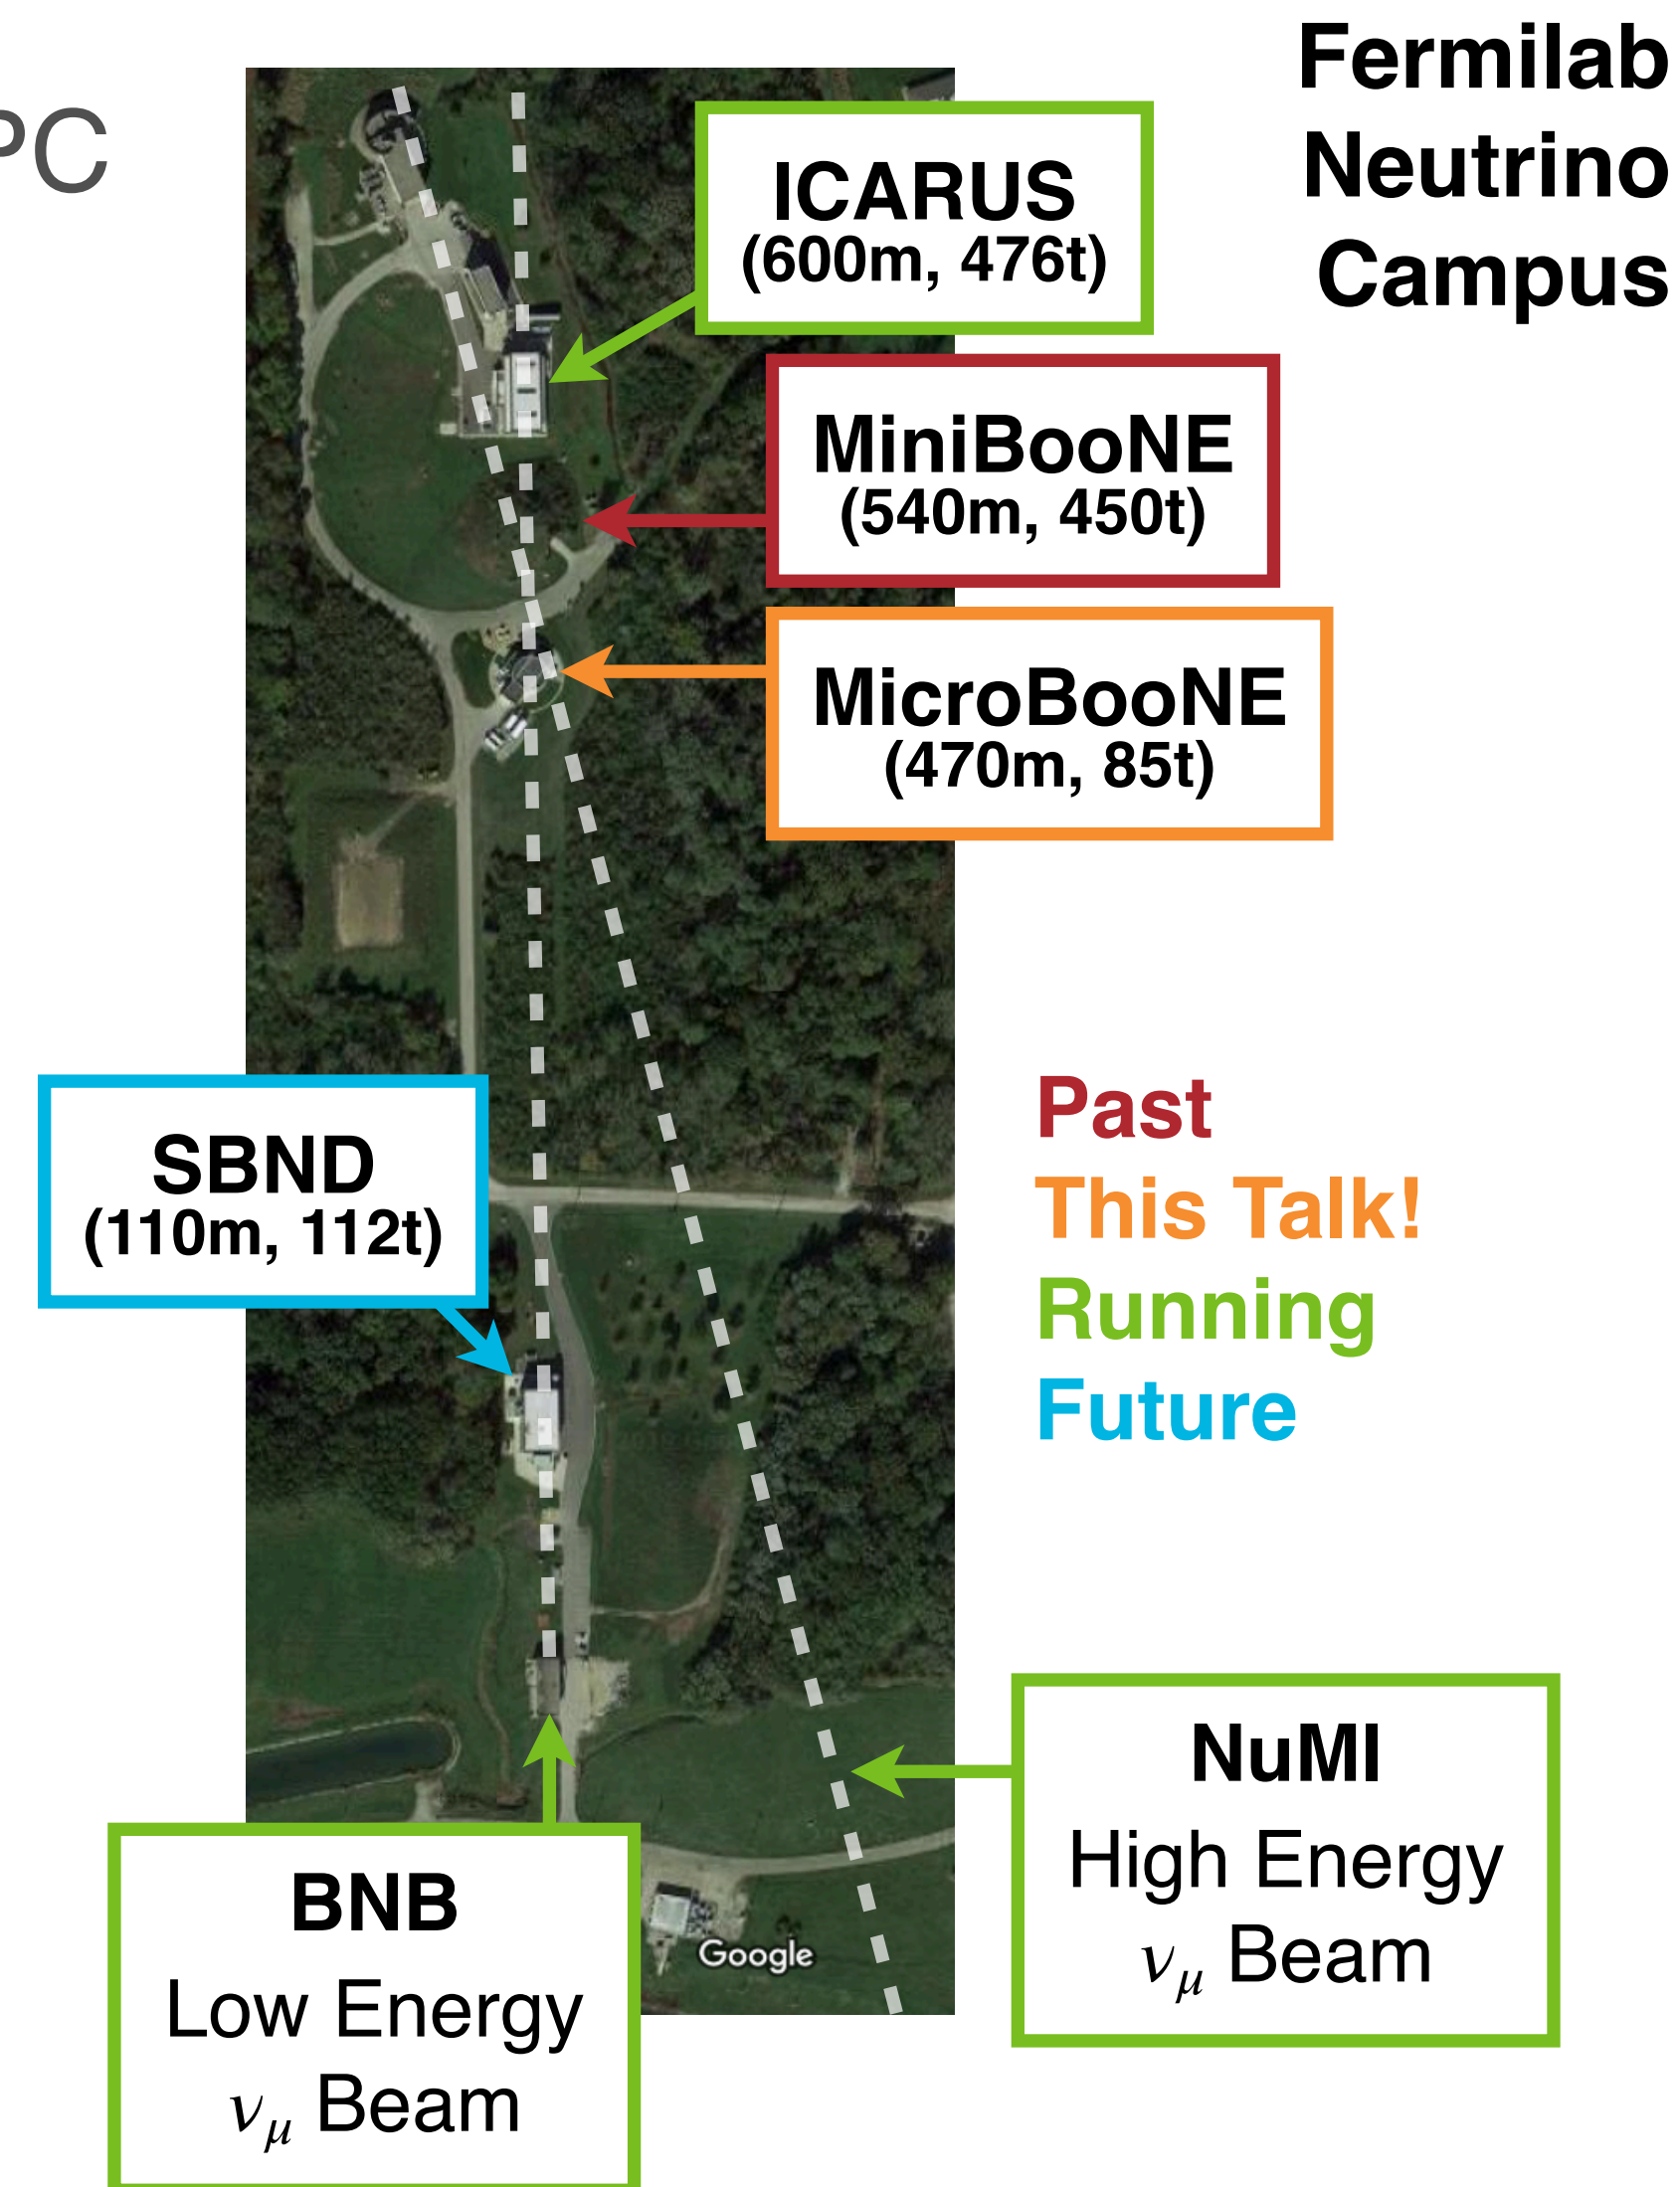 PC
Fermilab
Neutrino
Campus
ICARUS
(600m, 476t)
MiniBooNE
(540m, 450t)
MicroBooNE
(470m, 85t)
SBND
(110m, 112t)
Past
This Talk!
Running
Future
NuMI
High Energy
νμ Beam
BNB
Low Energy
νμ Beam
Google